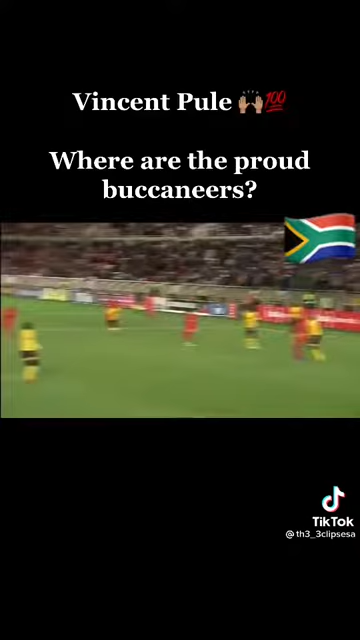 Vincent Pule 🙌🏽💯
Where are the proud
buccaneers?
TikTok
@th3_3clipsesa